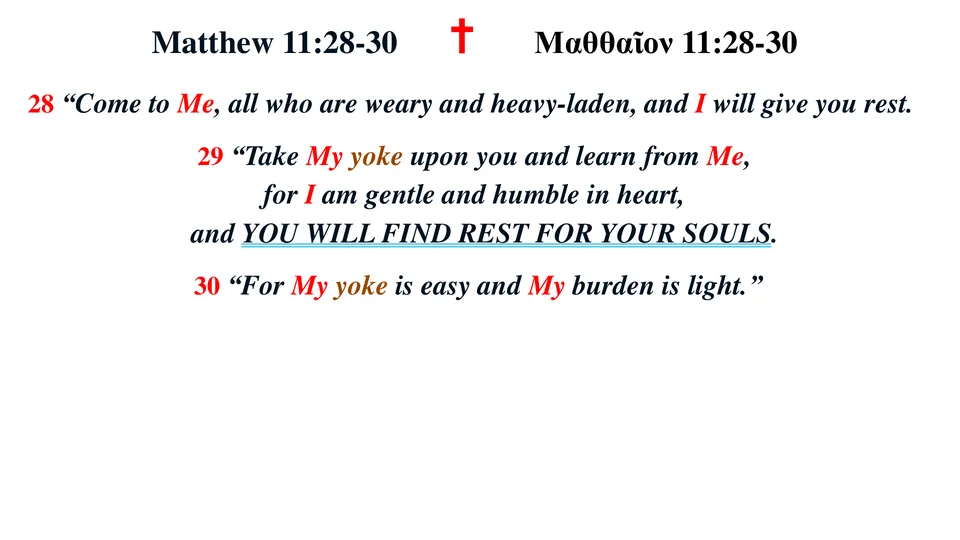 Matthew 11:28-30 ✝ Μαθθαῖον 11:28-30
28 “Come to Me, all who are weary and heavy-laden, and I will give you rest.
29 “Take My yoke upon you and learn from Me,
for I am gentle and humble in heart,
and YOU WILL FIND REST FOR YOUR SOULS.
30 “For My yoke is easy and My burden is light.”